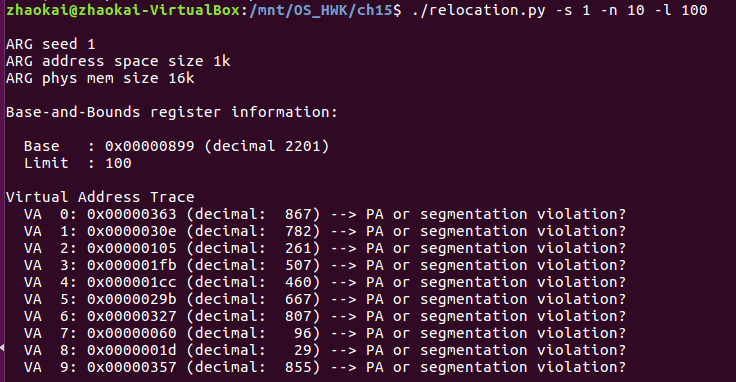 zhaokai@zhaokai-VirtualBox:/mnt/OS_HWK/ch15$ ./relocation.py -s 1 -n 10 -l 100
ARG seed 1
ARG address space size 1k
ARG phys mem size 16k
Base-and-Bounds register information:
Base   : 0x00000899 (decimal 2201)
Limit  : 100
Virtual Address Trace
VA  0: 0x00000363 (decimal:  867) --> PA or segmentation violation?
VA  1: 0x0000030e (decimal:  782) --> PA or segmentation violation?
VA  2: 0x00000105 (decimal:  261) --> PA or segmentation violation?
VA  3: 0x000001fb (decimal:  507) --> PA or segmentation violation?
VA  4: 0x000001cc (decimal:  460) --> PA or segmentation violation?
VA  5: 0x0000029b (decimal:  667) --> PA or segmentation violation?
VA  6: 0x00000327 (decimal:  807) --> PA or segmentation violation?
VA  7: 0x00000060 (decimal:   96) --> PA or segmentation violation?
VA  8: 0x0000001d (decimal:   29) --> PA or segmentation violation?
VA  9: 0x00000357 (decimal:  855) --> PA or segmentation violation?